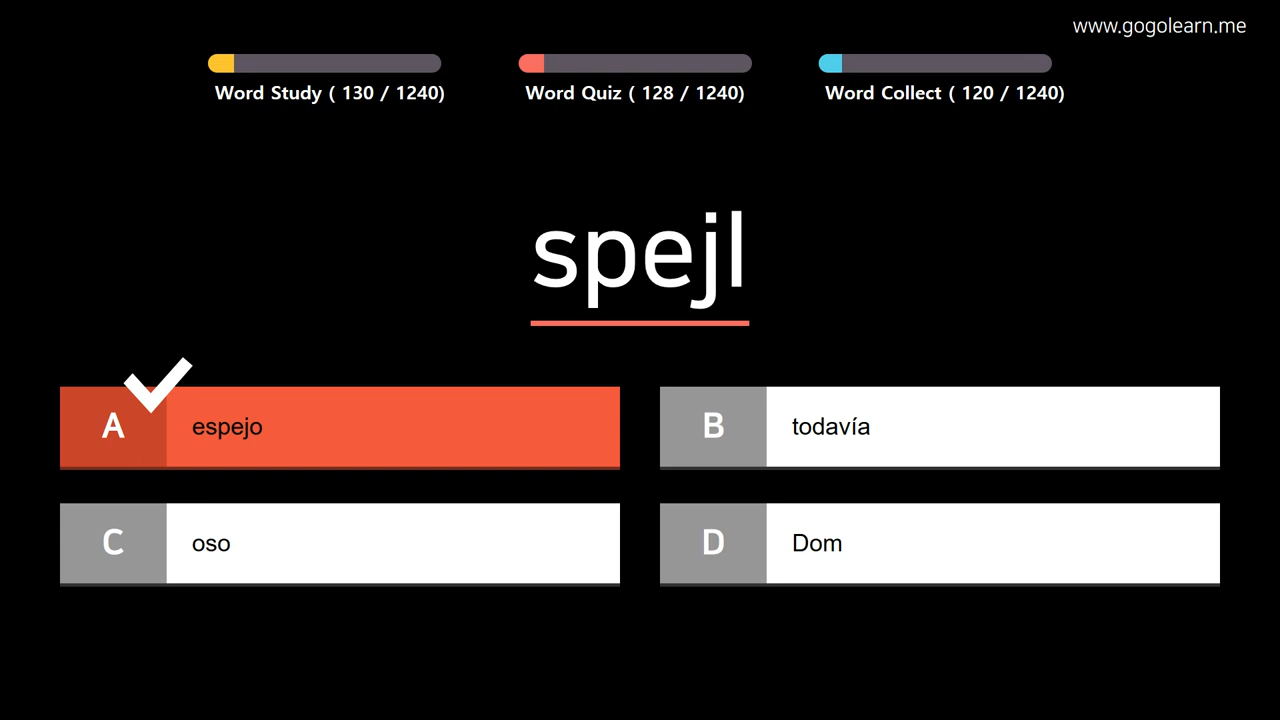 www.gogolearn.me
Word Study ( 130 / 1240)
Word Quiz ( 128 / 1240)
Word Collect ( 120 / 1240)
spejl
A espejo
B todavía
C oso
D Dom